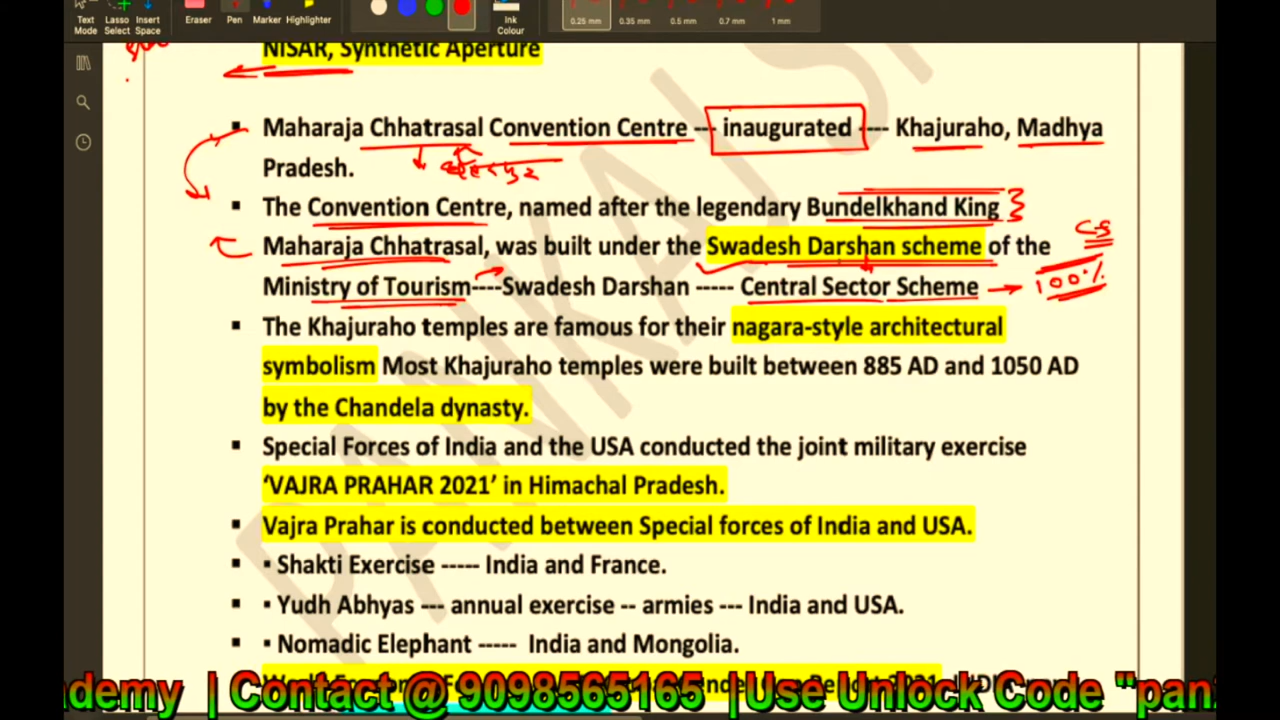 Text Mode
Lasso Select
Insert Space
Eraser
Pen
Marker
Highlighter
Ink Colour
0.25 mm
0.35 mm
0.5 mm
0.7 mm
1 mm
NISAR, Synthetic Aperture
▪ Maharaja Chhatrasal Convention Centre --- inaugurated ---- Khajuraho, Madhya
Pradesh.
▪ The Convention Centre, named after the legendary Bundelkhand King
▪ Maharaja Chhatrasal, was built under the Swadesh Darshan scheme of the
CS
Ministry of Tourism----Swadesh Darshan ----- Central Sector Scheme
100%
▪ The Khajuraho temples are famous for their nagara-style architectural
symbolism Most Khajuraho temples were built between 885 AD and 1050 AD
by the Chandela dynasty.
▪ Special Forces of India and the USA conducted the joint military exercise
‘VAJRA PRAHAR 2021’ in Himachal Pradesh.
▪ Vajra Prahar is conducted between Special forces of India and USA.
▪ ▪ Shakti Exercise ----- India and France.
▪ ▪ Yudh Abhyas --- annual exercise -- armies --- India and USA.
▪ ▪ Nomadic Elephant ----- India and Mongolia.
ademy | Contact @ 9098565165 |Use Unlock Code "pan